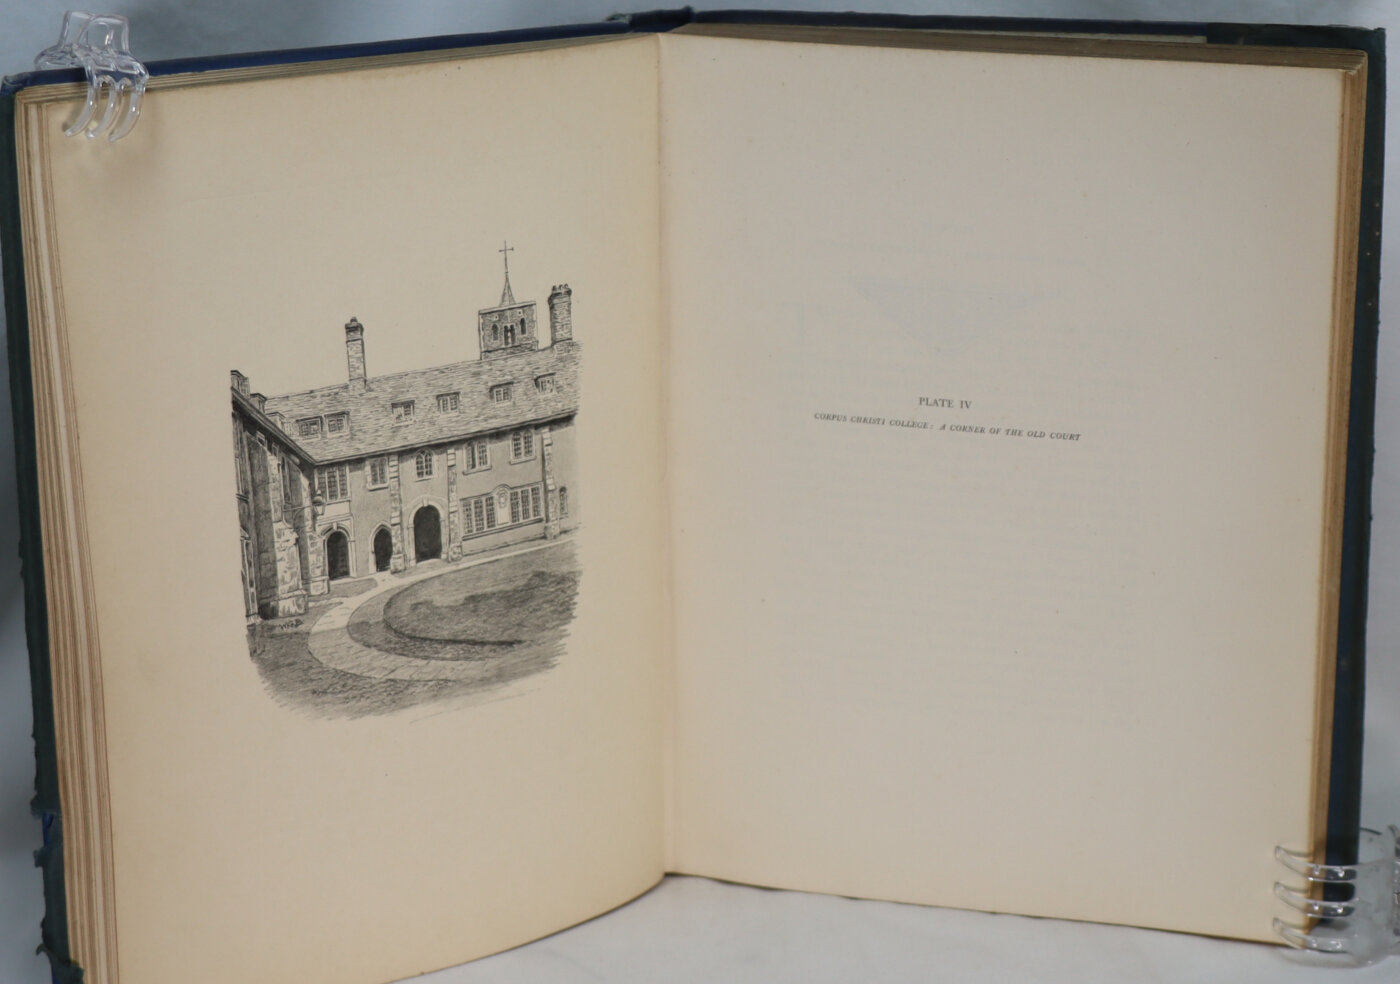 PLATE IV
CORPUS CHRISTI COLLEGE: A CORNER OF THE OLD COURT